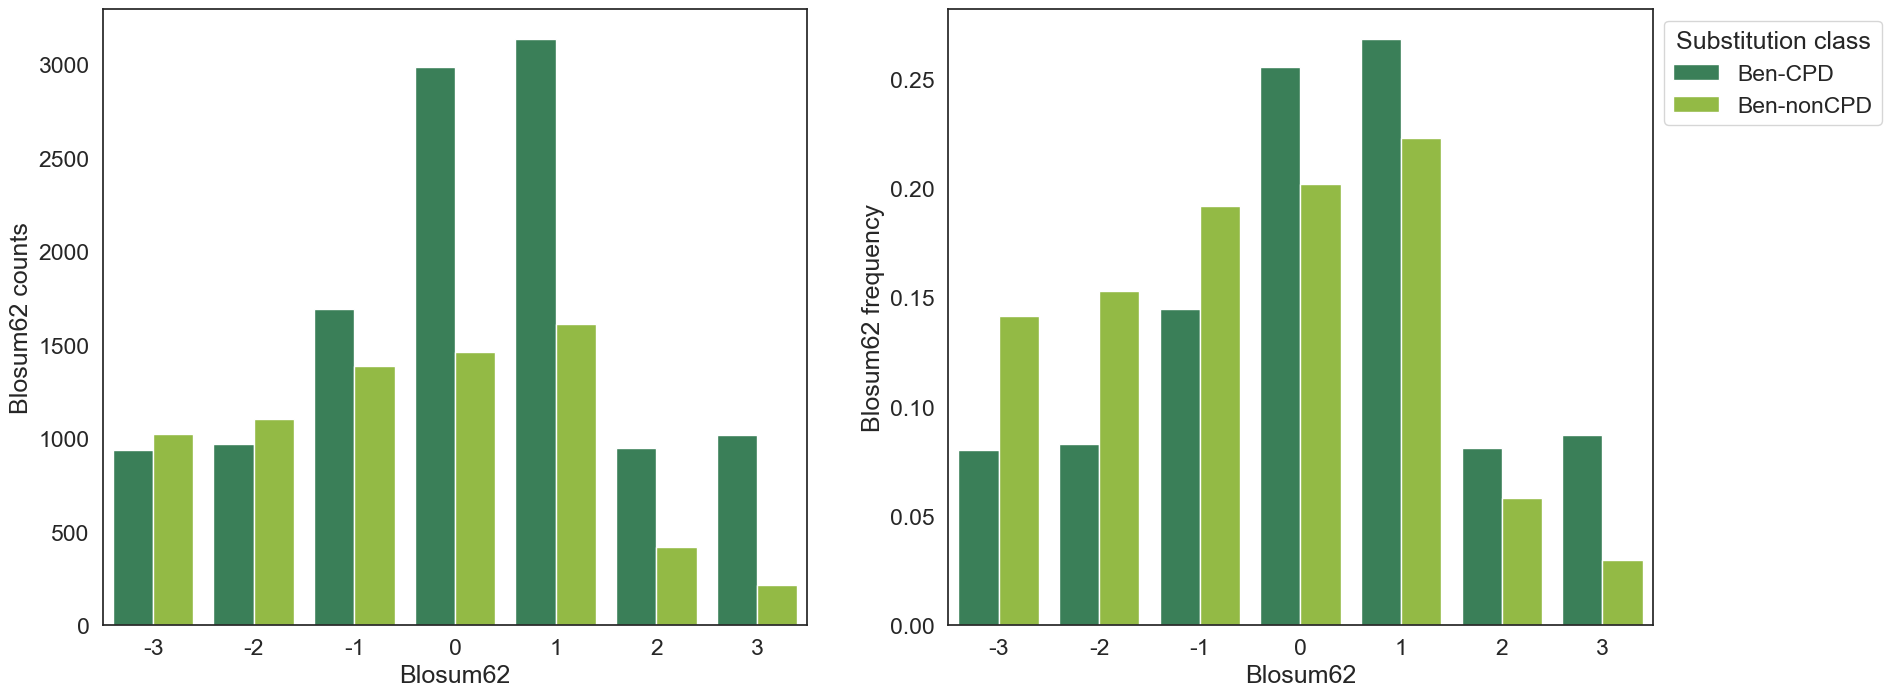 Blosum62 counts
3000
2500
2000
1500
1000
500
0
-3 -2 -1 0 1 2 3
Blosum62
Blosum62 frequency
0.25
0.20
0.15
0.10
0.05
0.00
-3 -2 -1 0 1 2 3
Blosum62
Substitution class
Ben-CPD
Ben-nonCPD